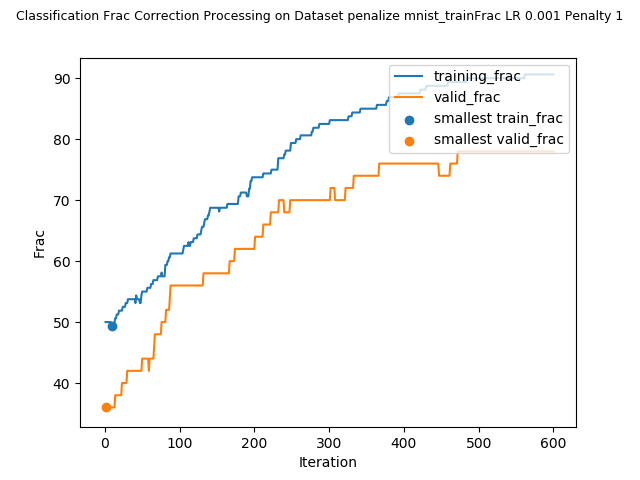 Classification Frac Correction Processing on Dataset penalize mnist_trainFrac LR 0.001 Penalty 1
training_frac
valid_frac
smallest train_frac
smallest valid_frac
90
80
70
60
50
40
Frac
0 100 200 300 400 500 600
Iteration